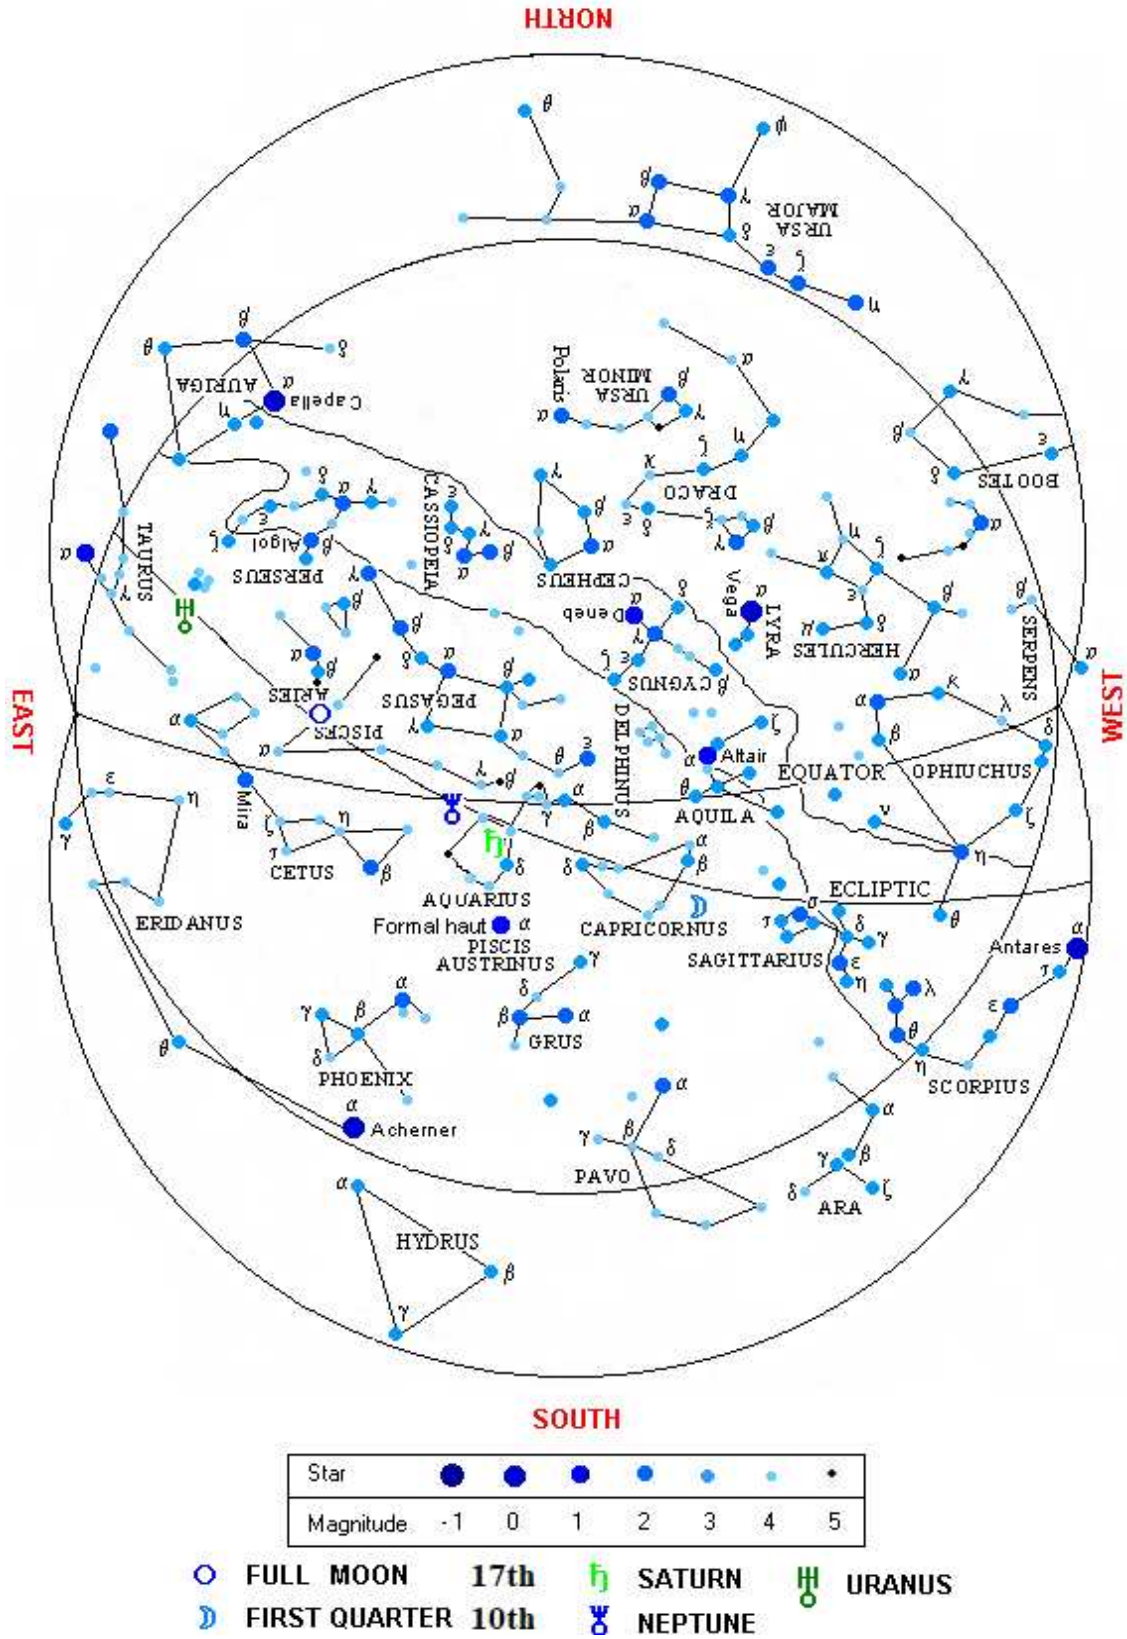 NORTH
θ
φ
β
γ
α
δ
URSA
MAJOR
ε
ζ
η
θ
β
δ
AURIGA
α
Capella
η
Polaris
α
URSA
MINOR
β
γ
α
η
ζ
χ
DRACO
ε
δ
ξ
β
γ
γ
β
δ
ε
BOOTES
TAURUS
α
γ
δ
α
γ
ε
ζ
Algol
β
PERSEUS
CASSIOPEIA
ε
γ
α
β
γ
β
α
CEPHEUS
η
π
ζ
ε
β
δ
μ
α
HERCULES
SERPENS
α
Deneb
α
δ
γ
ε
ζ
CYGNUS
β
Vega
α
LYRA
γ
β
δ
α
β
PEGASUS
γ
α
θ
ε
β
α
β
ARIES
PISCES
α
γ
β
DELPHINUS
EAST
WEST
ζ
Altair
α
θ
AQUILA
EQUATOR
α
κ
λ
β
δ
OPHIUCHUS
ζ
ν
η
θ
α
Mira
ε
η
γ
ERIDANUS
ζ
η
τ
β
CETUS
α
γ
β
δ
AQUARIUS
α
β
δ
CAPRICORNUS
ECLIPTIC
Formal haut
α
PISCIS
AUSTRINUS
σ
τ
δ
γ
SAGITTARIUS
ε
η
α
Antares
τ
ε
λ
θ
η
SCORPIUS
γ
δ
β
α
GRUS
α
γ
β
δ
PHOENIX
θ
α
Acherner
α
γ
β
δ
PAVO
α
γ
β
δ
ζ
ARA
α
HYDRUS
β
γ
SOUTH
Star
Magnitude -1 0 1 2 3 4 5
FULL MOON 17th SATURN URANUS
FIRST QUARTER 10th NEPTUNE